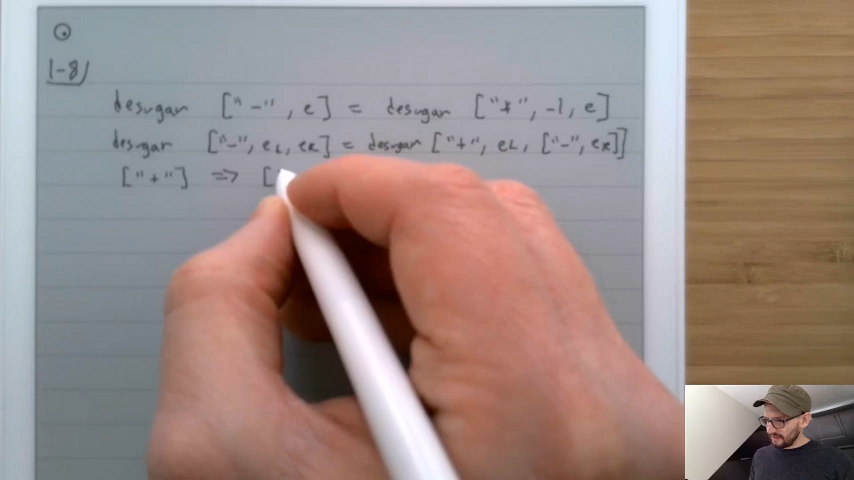 1-8/
desugar ["-", e] = desugar ["*", -1, e]
desugar ["-", eL, eR] = desugar ["+", eL, ["-", eR]]
["+"] => [